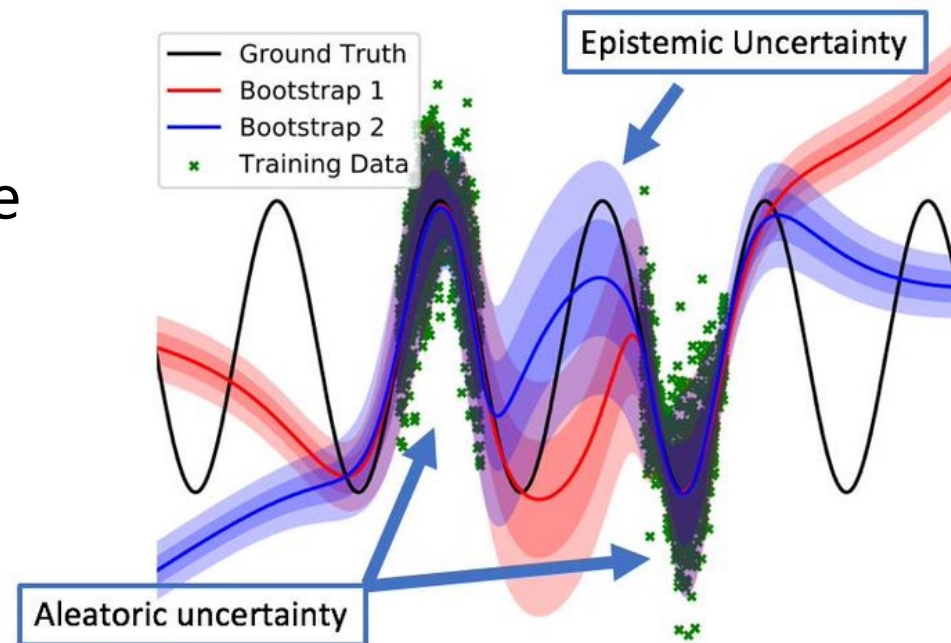 Ground Truth
Bootstrap 1
Bootstrap 2
Training Data
Epistemic Uncertainty
e
Aleatoric uncertainty